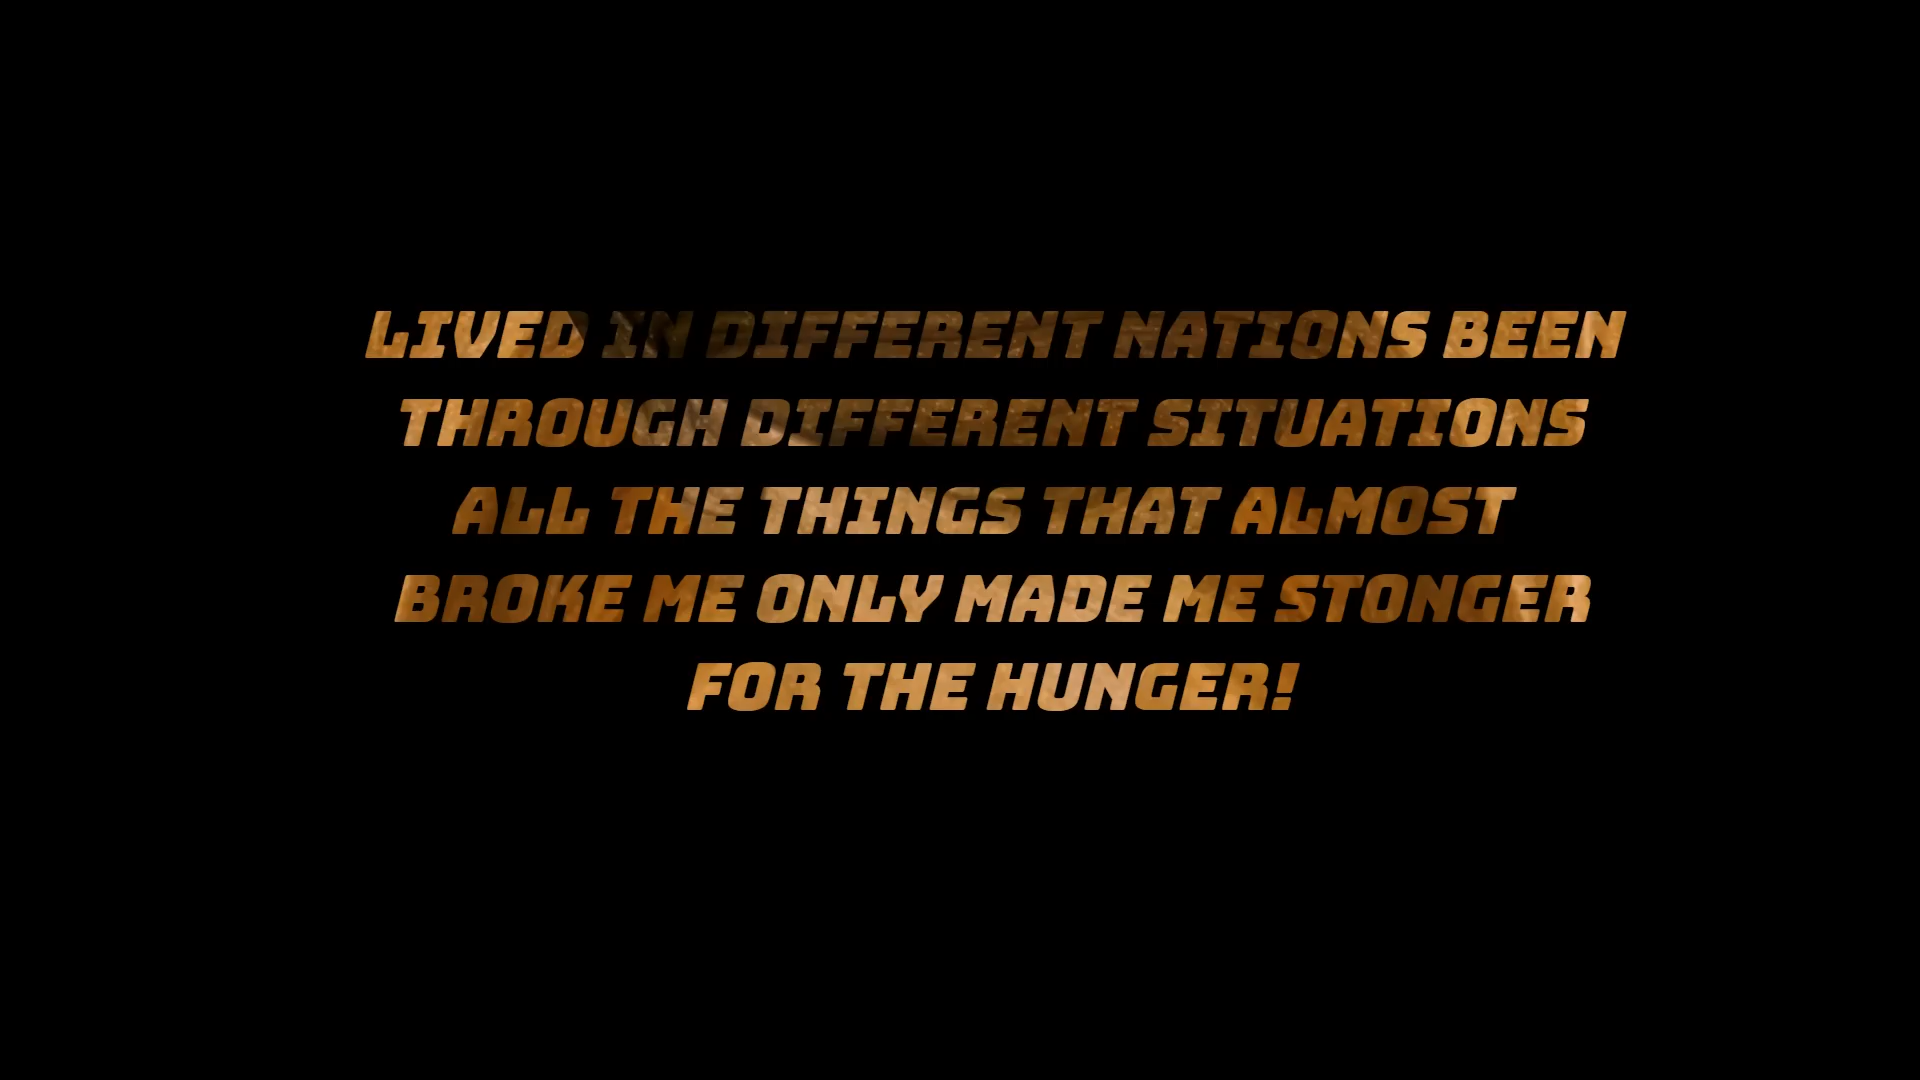 LIVED IN DIFFERENT NATIONS BEEN
THROUGH DIFFERENT SITUATIONS
ALL THE THINGS THAT ALMOST
BROKE ME ONLY MADE ME STONGER
FOR THE HUNGER!